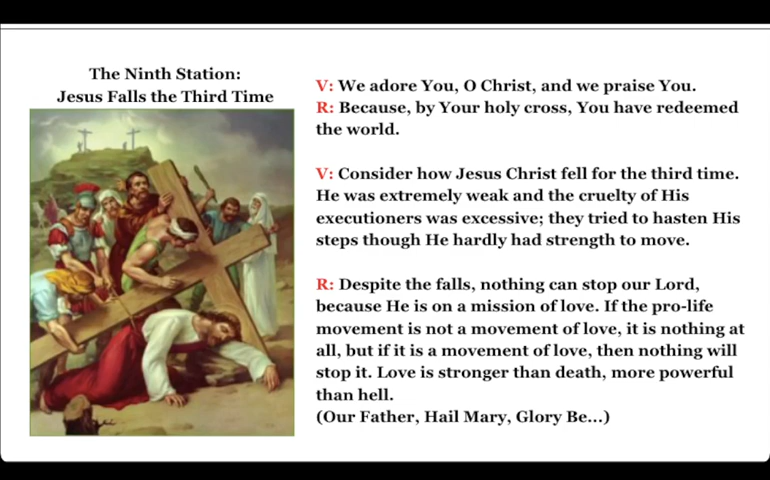 The Ninth Station:
Jesus Falls the Third Time
V: We adore You, O Christ, and we praise You.
R: Because, by Your holy cross, You have redeemed
the world.
V: Consider how Jesus Christ fell for the third time.
He was extremely weak and the cruelty of His
executioners was excessive; they tried to hasten His
steps though He hardly had strength to move.
R: Despite the falls, nothing can stop our Lord,
because He is on a mission of love. If the pro-life
movement is not a movement of love, it is nothing at
all, but if it is a movement of love, then nothing will
stop it. Love is stronger than death, more powerful
than hell.
(Our Father, Hail Mary, Glory Be...)